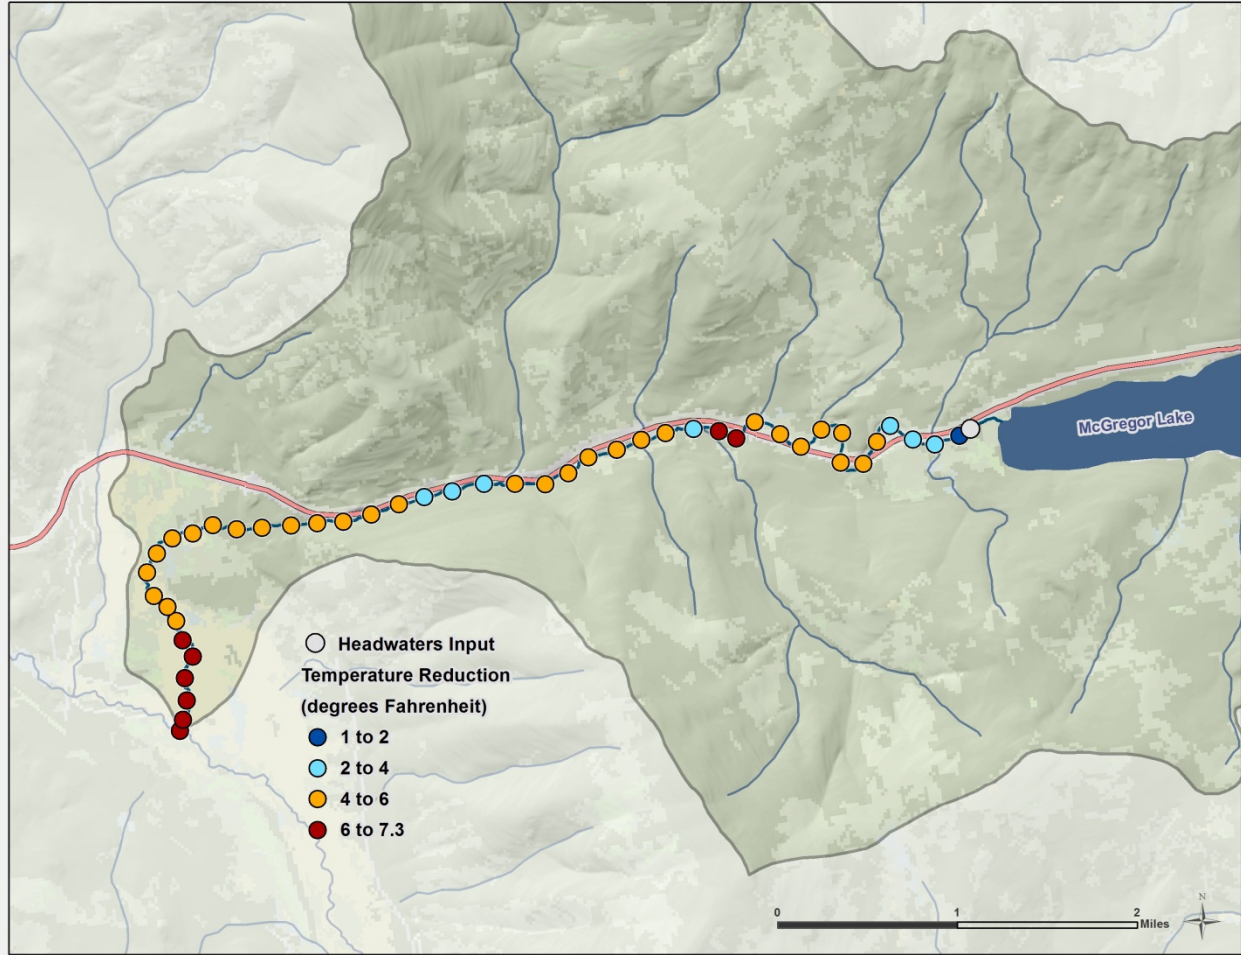 McGregor Lake
Headwaters Input
Temperature Reduction
(degrees Fahrenheit)
1 to 2
2 to 4
4 to 6
6 to 7.3
N
0 1 2
Miles